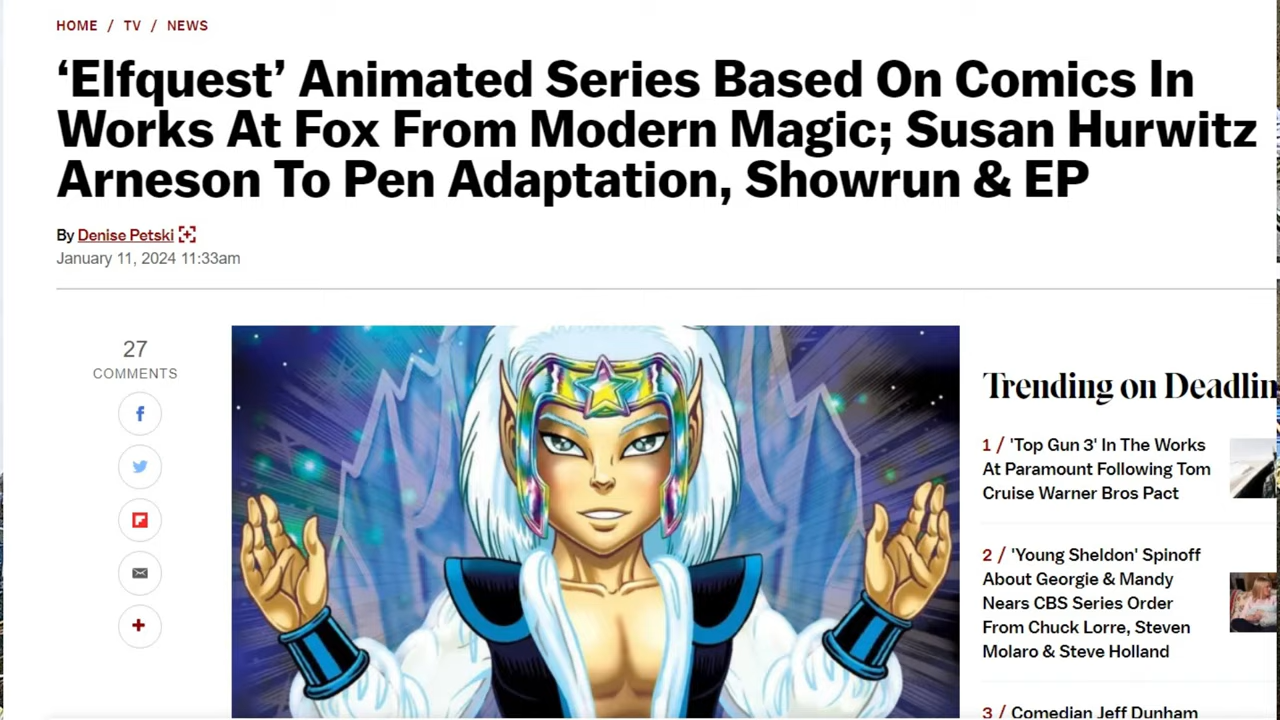 HOME / TV / NEWS
‘Elfquest’ Animated Series Based On Comics In
Works At Fox From Modern Magic; Susan Hurwitz
Arneson To Pen Adaptation, Showrun & EP
By Denise Petski
January 11, 2024 11:33am
27
COMMENTS
Trending on Deadlin
1 / 'Top Gun 3' In The Works
At Paramount Following Tom
Cruise Warner Bros Pact
2 / 'Young Sheldon' Spinoff
About Georgie & Mandy
Nears CBS Series Order
From Chuck Lorre, Steven
Molaro & Steve Holland
3 / Comedian Jeff Dunham